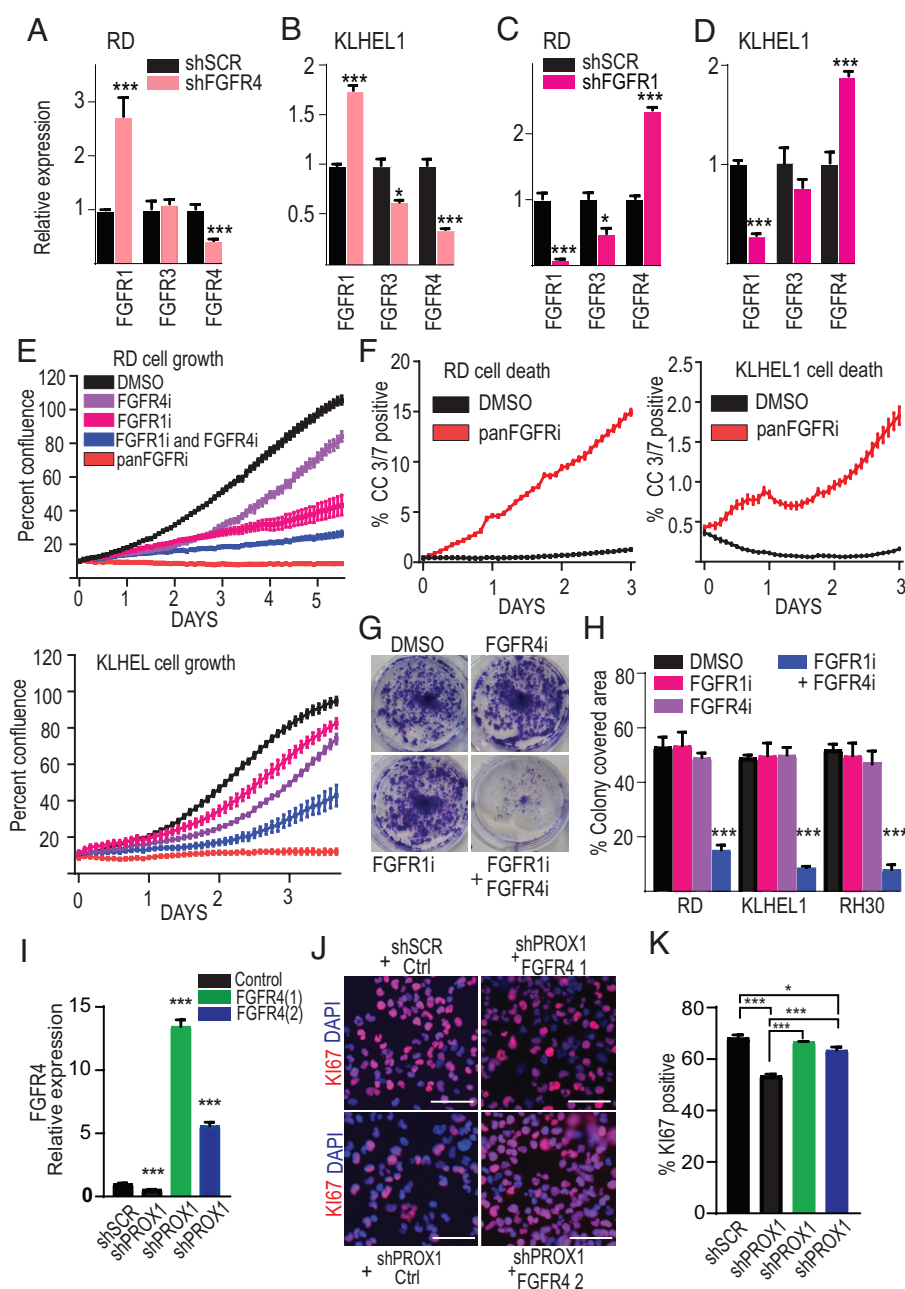 A
RD
shSCR
shFGFR4
Relative expression
3
2
1
***
***
FGFR1
FGFR3
FGFR4
B
KLHEL1
2
1.5
1
0.5
***
*
***
FGFR1
FGFR3
FGFR4
C
RD
shSCR
shFGFR1
2
1
***
*
***
FGFR1
FGFR3
FGFR4
D
KLHEL1
2
1
***
***
FGFR1
FGFR3
FGFR4
E
RD cell growth
DMSO
FGFR4i
FGFR1i
FGFR1i and FGFR4i
panFGFRi
Percent confluence
120
100
80
60
40
20
0 1 2 3 4 5
DAYS
F
RD cell death
DMSO
panFGFRi
% CC 3/7 positive
20
15
10
5
0
0 1 2 3
DAYS
KLHEL1 cell death
DMSO
panFGFRi
% CC 3/7 positive
2.5
2.0
1.5
1.0
0.5
0 1 2 3
DAYS
KLHEL cell growth
Percent confluence
120
100
80
60
40
20
0 1 2 3
DAYS
G
DMSO
FGFR4i
FGFR1i
FGFR1i
+ FGFR4i
H
DMSO
FGFR1i
FGFR4i
FGFR1i
+ FGFR4i
% Colony covered area
80
60
40
20
***
***
***
RD
KLHEL1
RH30
I
Control
FGFR4(1)
FGFR4(2)
FGFR4
Relative expression
15
10
5
0
***
***
***
shSCR
shPROX1
shPROX1
shPROX1
J
shSCR
+ Ctrl
shPROX1
+ FGFR4 1
KI67 DAPI
KI67 DAPI
shPROX1
+ Ctrl
shPROX1
+ FGFR4 2
K
% KI67 positive
80
60
40
20
0
*
***
***
***
shSCR
shPROX1
shPROX1
shPROX1